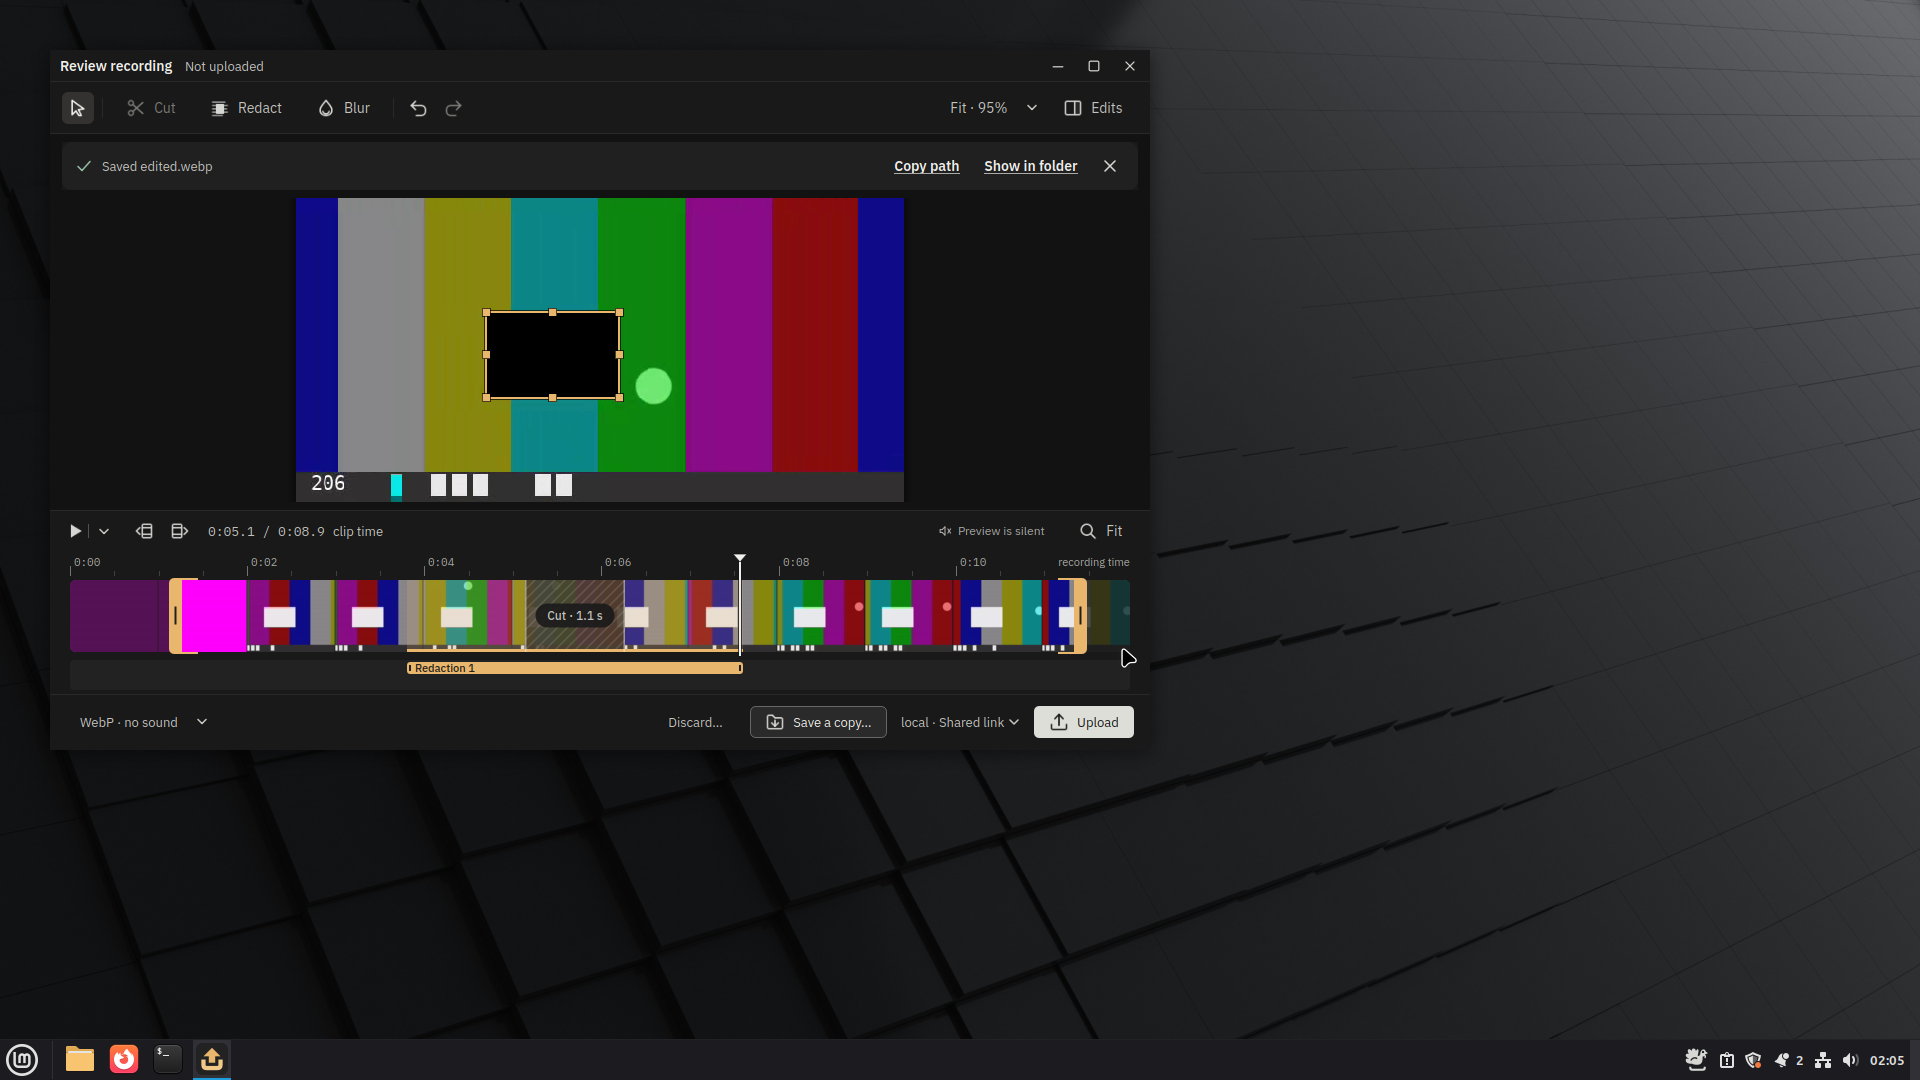 Review recording Not uploaded
Cut Redact Blur Fit · 95% Edits
Saved edited.webp Copy path Show in folder
206
0:05.1 / 0:08.9 clip time Preview is silent Fit
0:00 0:02 0:04 0:06 0:08 0:10 recording time
Cut · 1.1 s
Redaction 1
WebP · no sound Discard... Save a copy... local · Shared link Upload
$_ 2 02:05